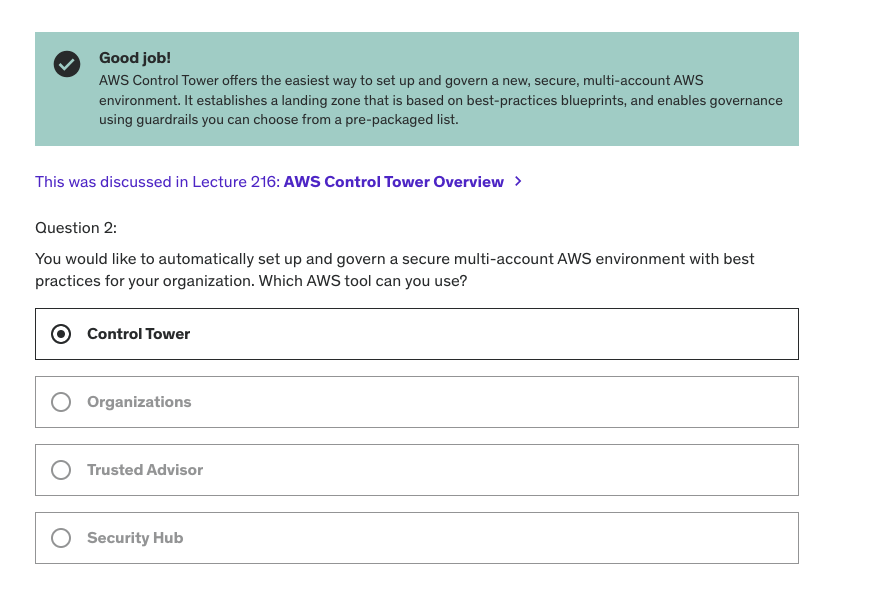 Good job!
AWS Control Tower offers the easiest way to set up and govern a new, secure, multi-account AWS
environment. It establishes a landing zone that is based on best-practices blueprints, and enables governance
using guardrails you can choose from a pre-packaged list.
This was discussed in Lecture 216: AWS Control Tower Overview
Question 2:
You would like to automatically set up and govern a secure multi-account AWS environment with best
practices for your organization. Which AWS tool can you use?
Control Tower
Organizations
Trusted Advisor
Security Hub